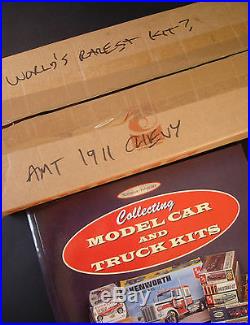 WORLD'S RAREST KIT?
AMT 1911 CHEVY
Collecting
MODEL CAR
AND
TRUCK KITS
KENWORTH